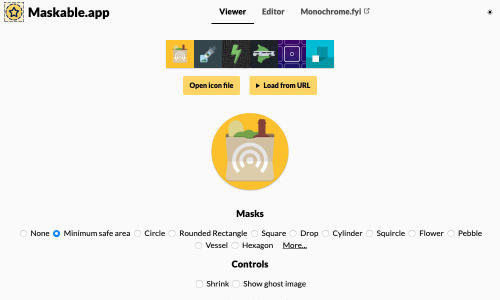 Maskable.app
Viewer Editor Monochrome.fyi
Open icon file ▶ Load from URL
Masks
None Minimum safe area Circle Rounded Rectangle Square Drop Cylinder Squircle Flower Pebble
Vessel Hexagon More...
Controls
Shrink Show ghost image